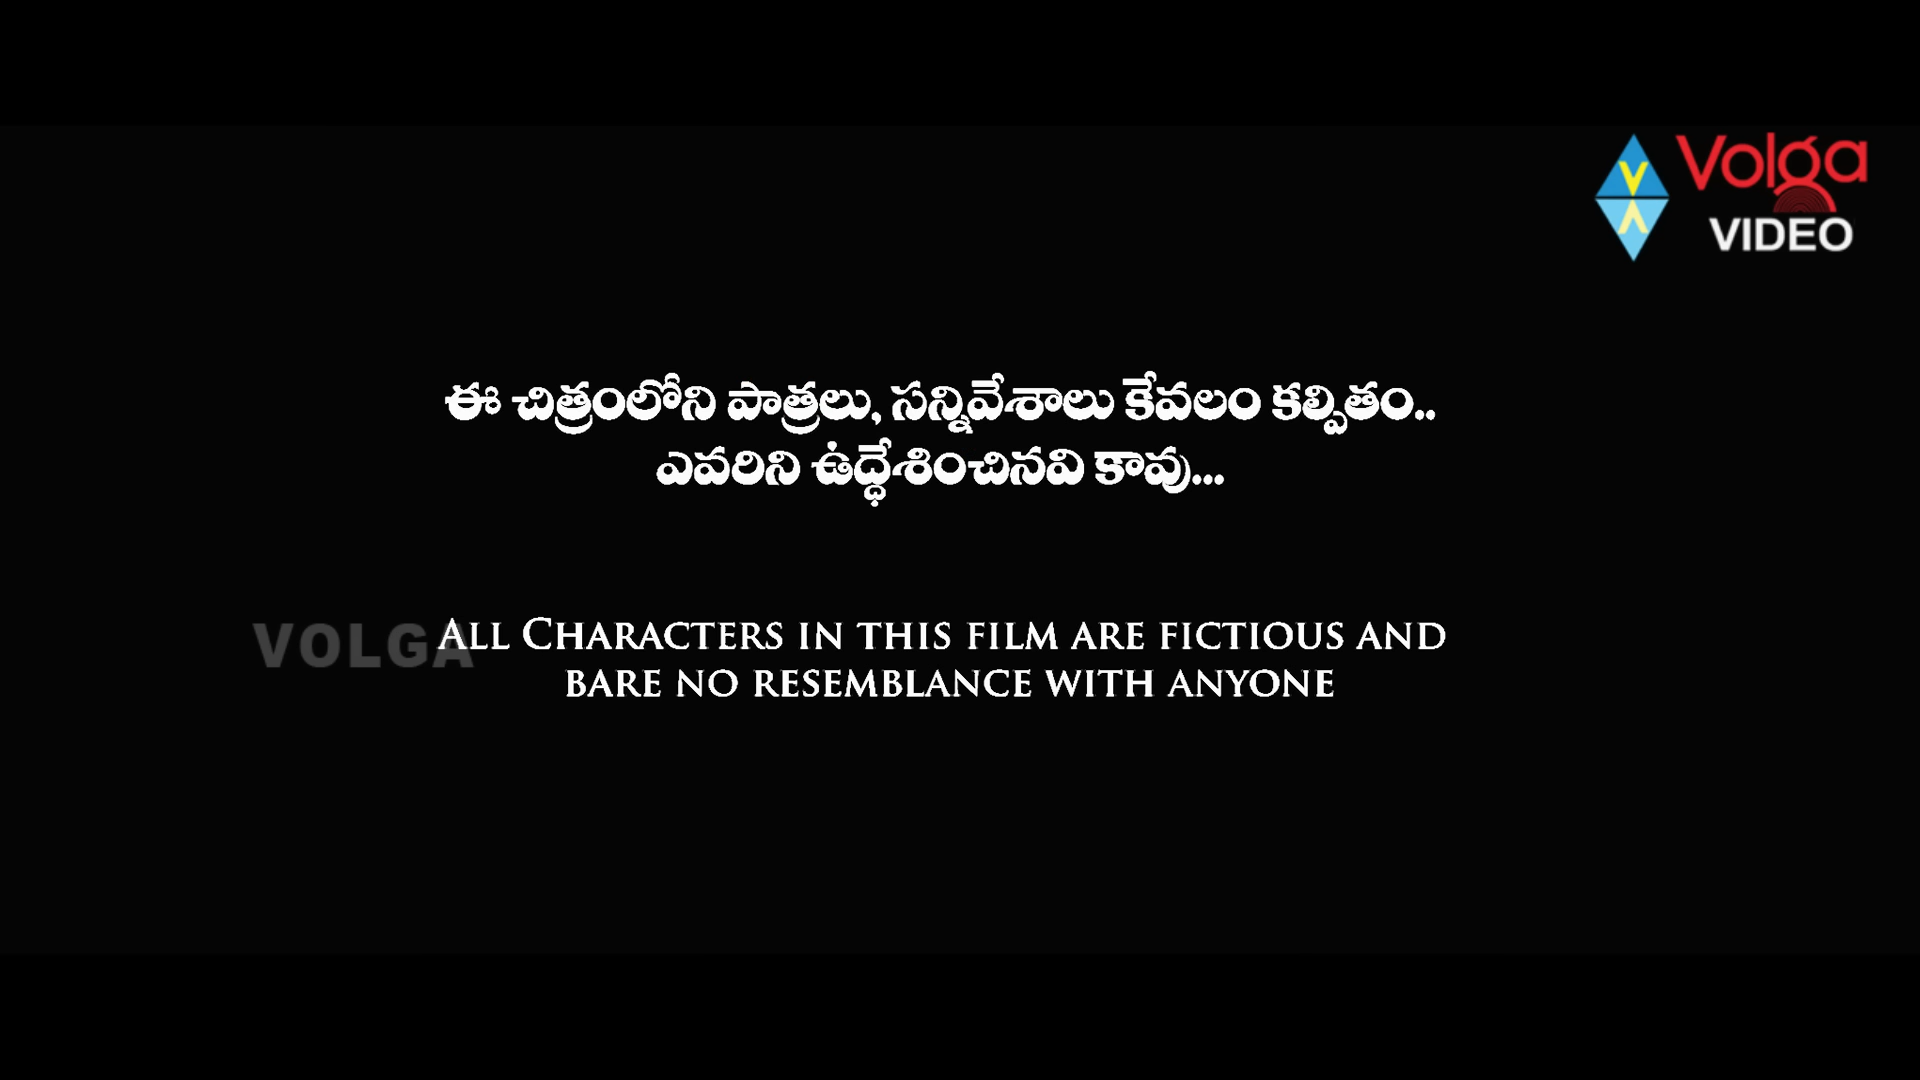 Volga
VIDEO
ఈ చిత్రంలోని పాత్రలు, సన్నివేశాలు కేవలం కల్పితం..
ఎవరిని ఉద్ధేశించినవి కావు...
VOLGA
ALL CHARACTERS IN THIS FILM ARE FICTIOUS AND
BARE NO RESEMBLANCE WITH ANYONE